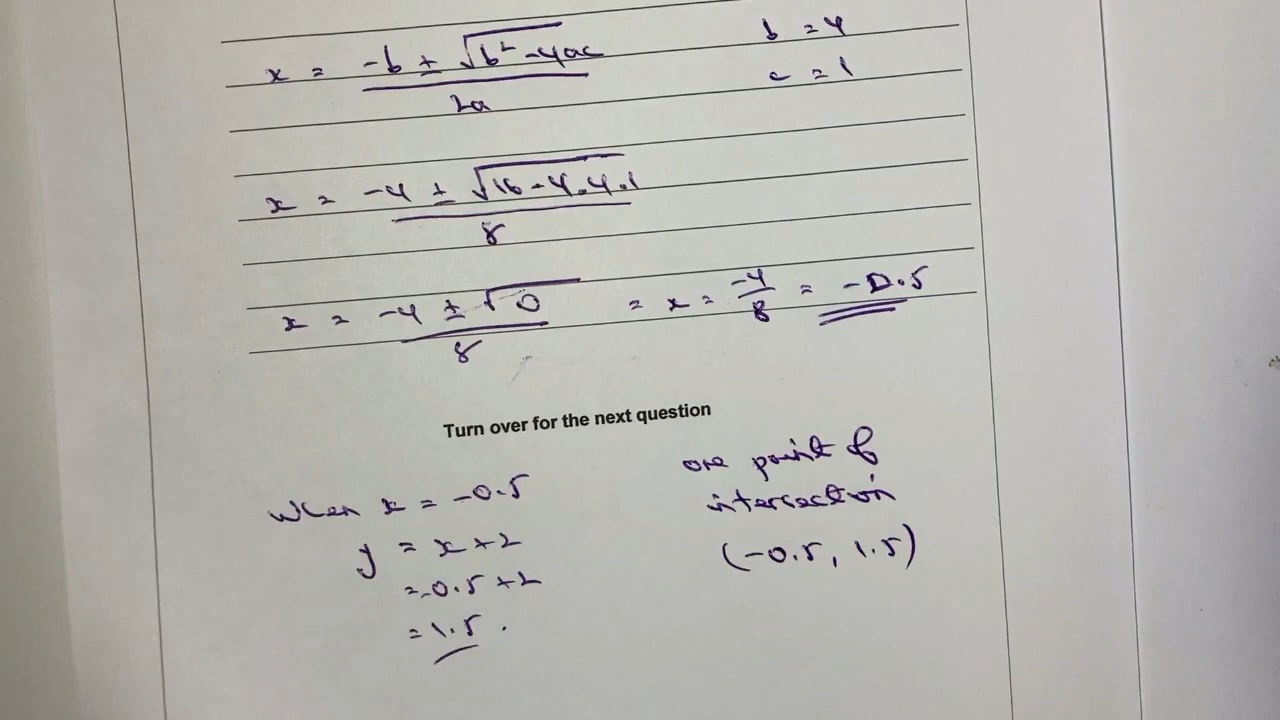 x = -b ± √b² - 4ac
2a
b = 4
c = 1
x = -4 ± √16 - 4.4.1
8
x = -4 ± √0
8
= x = -4/8 = -0.5
Turn over for the next question
When x = -0.5
y = x + 2
= -0.5 + 2
= 1.5.
one point of
intersection
(-0.5, 1.5)